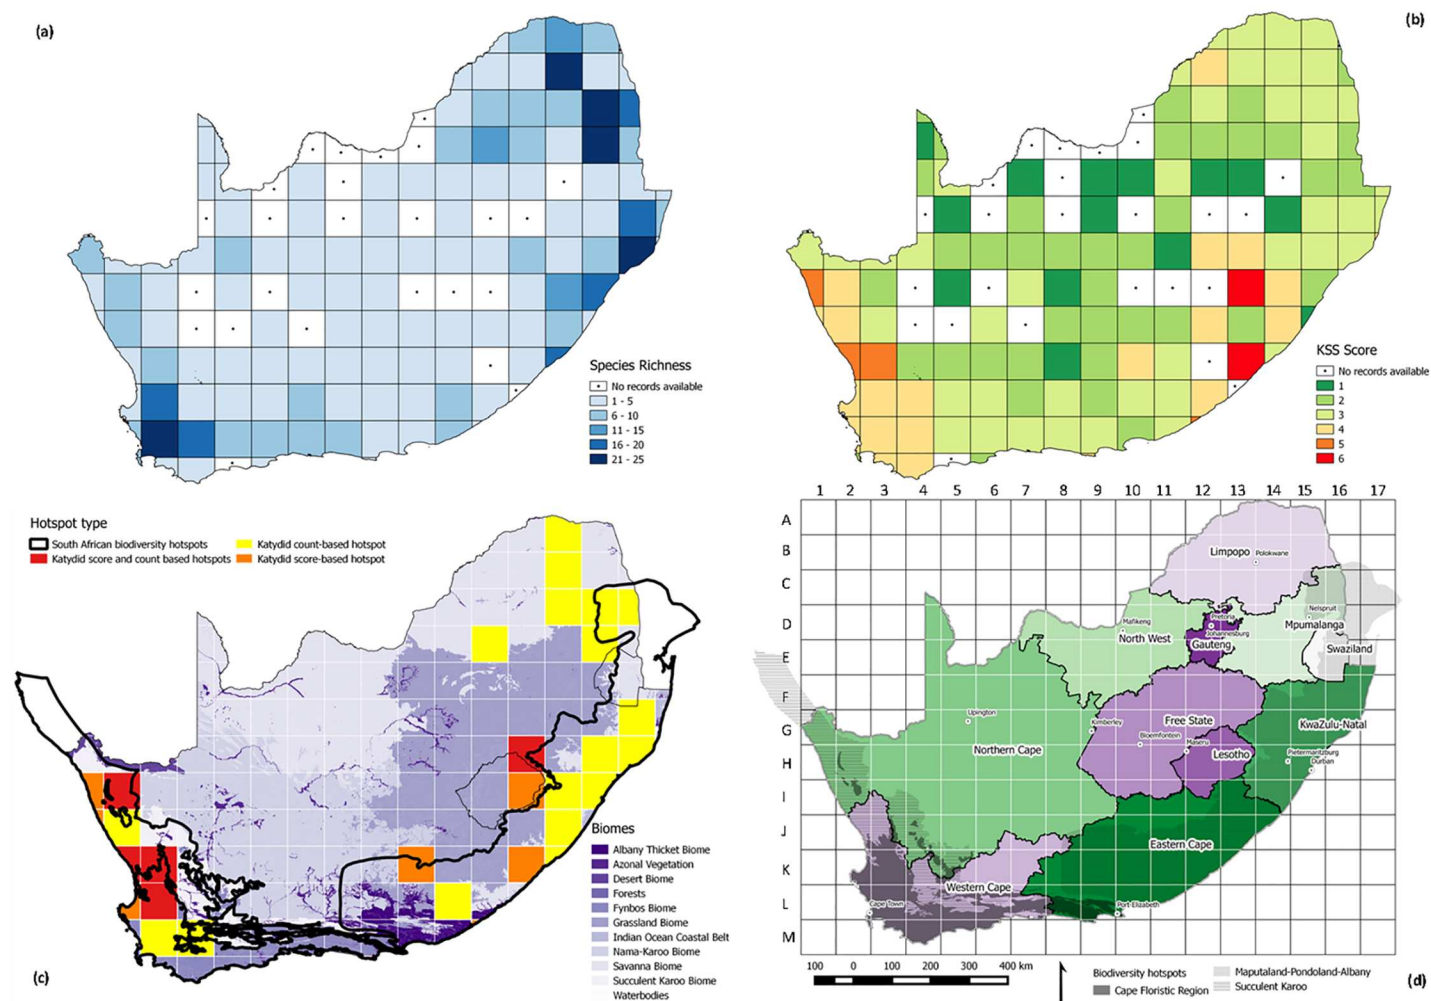 (a)
Species Richness
No records available
1 - 5
6 - 10
11 - 15
16 - 20
21 - 25
(b)
KSS Score
No records available
1
2
3
4
5
6
Hotspot type
South African biodiversity hotspots
Katydid count-based hotspot
Katydid score and count based hotspots
Katydid score-based hotspot
Biomes
Albany Thicket Biome
Azonal Vegetation
Desert Biome
Forests
Fynbos Biome
Grassland Biome
Indian Ocean Coastal Belt
Nama-Karoo Biome
Savanna Biome
Succulent Karoo Biome
Waterbodies
(c)
1 2 3 4 5 6 7 8 9 10 11 12 13 14 15 16 17
A
B
C
D
E
F
G
H
I
J
K
L
M
Limpopo
Polokwane
Nelspruit
Mafikeng
Pretoria
Mpumalanga
North West
Johannesburg
Gauteng
Swaziland
Upington
Kimberley
Free State
KwaZulu-Natal
Bloemfontein
Maseru
Northern Cape
Lesotho
Pietermaritzburg
Durban
Eastern Cape
Western Cape
Cape Town
Port Elizabeth
100 0 100 200 300 400 km
Biodiversity hotspots
Cape Floristic Region
Maputaland-Pondoland-Albany
Succulent Karoo
(d)